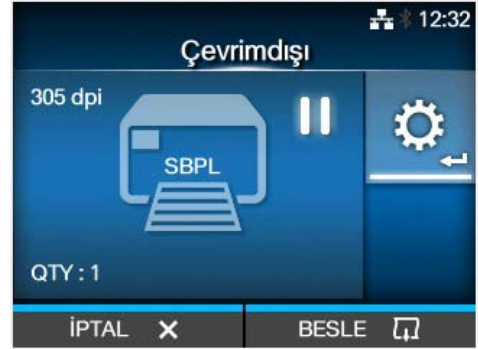 12:32
Çevrimdışı
305 dpi
SBPL
QTY : 1
İPTAL
BESLE